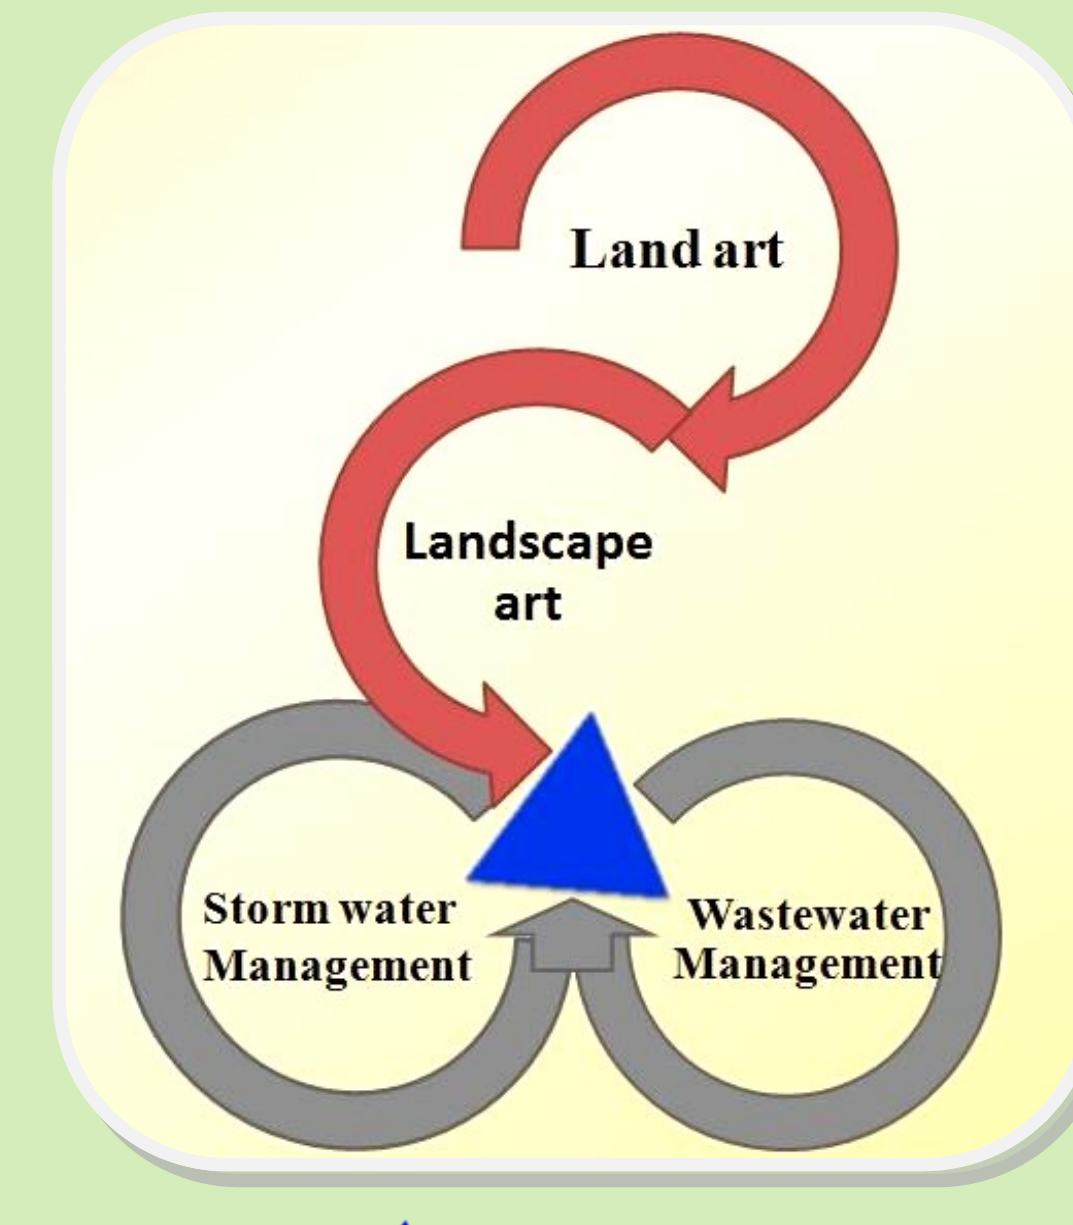 Land art
Landscape
art
Storm water
Management
Wastewater
Management